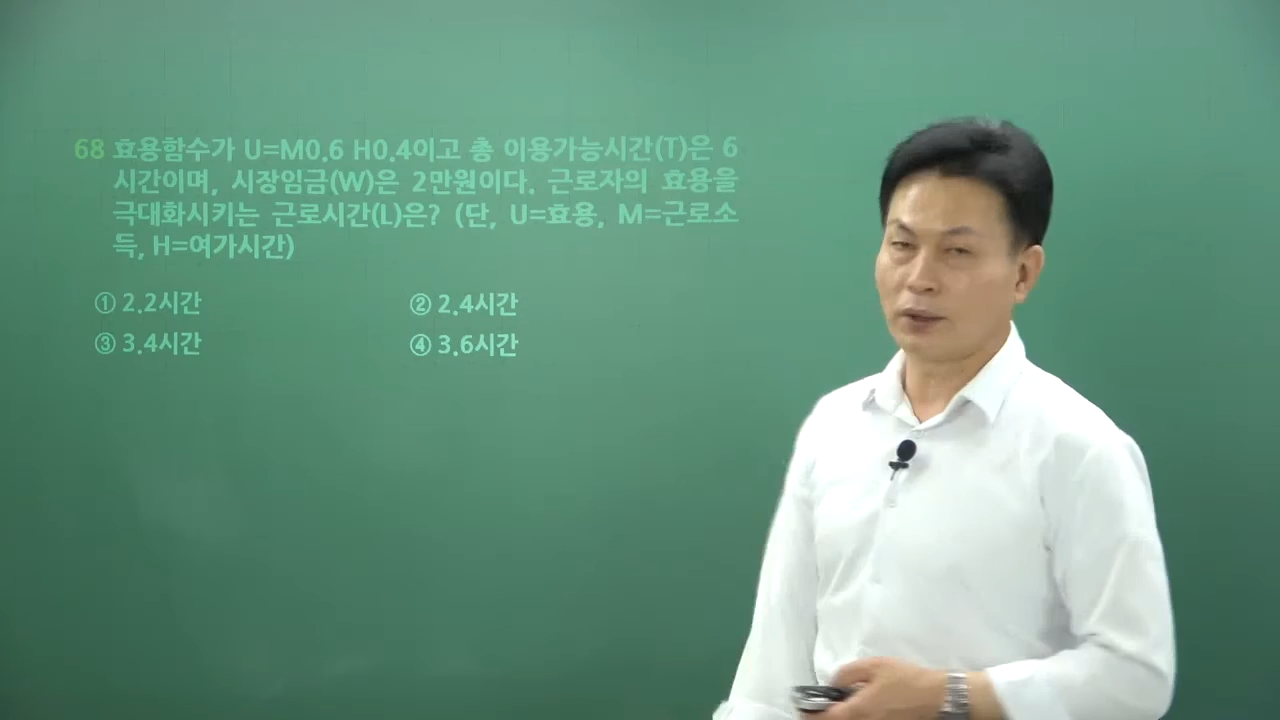 68 효용함수가 U=M0.6 H0.4이고 총 이용가능시간(T)은 6
시간이며, 시장임금(W)은 2만원이다. 근로자의 효용을
극대화시키는 근로시간(L)은? (단, U=효용, M=근로소
득, H=여가시간)
① 2.2시간 ② 2.4시간
③ 3.4시간 ④ 3.6시간